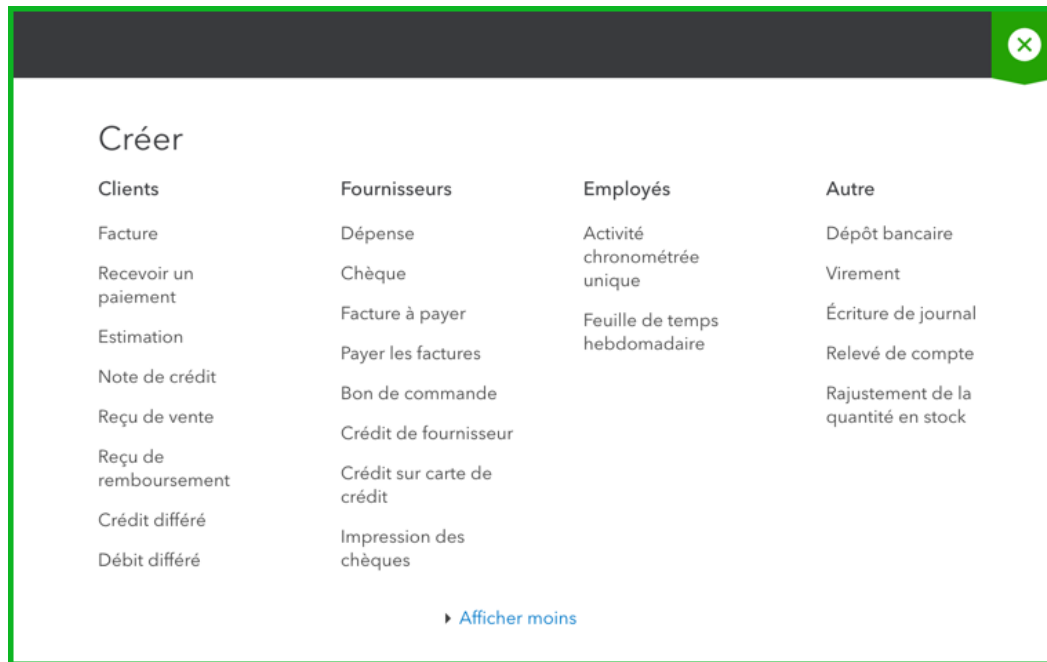 Créer
Clients
Facture
Recevoir un
paiement
Estimation
Note de crédit
Reçu de vente
Reçu de
remboursement
Crédit différé
Débit différé
Fournisseurs
Dépense
Chèque
Facture à payer
Payer les factures
Bon de commande
Crédit de fournisseur
Crédit sur carte de
crédit
Impression des
chèques
Employés
Activité
chronométrée
unique
Feuille de temps
hebdomadaire
Autre
Dépôt bancaire
Virement
Écriture de journal
Relevé de compte
Rajustement de la
quantité en stock
Afficher moins